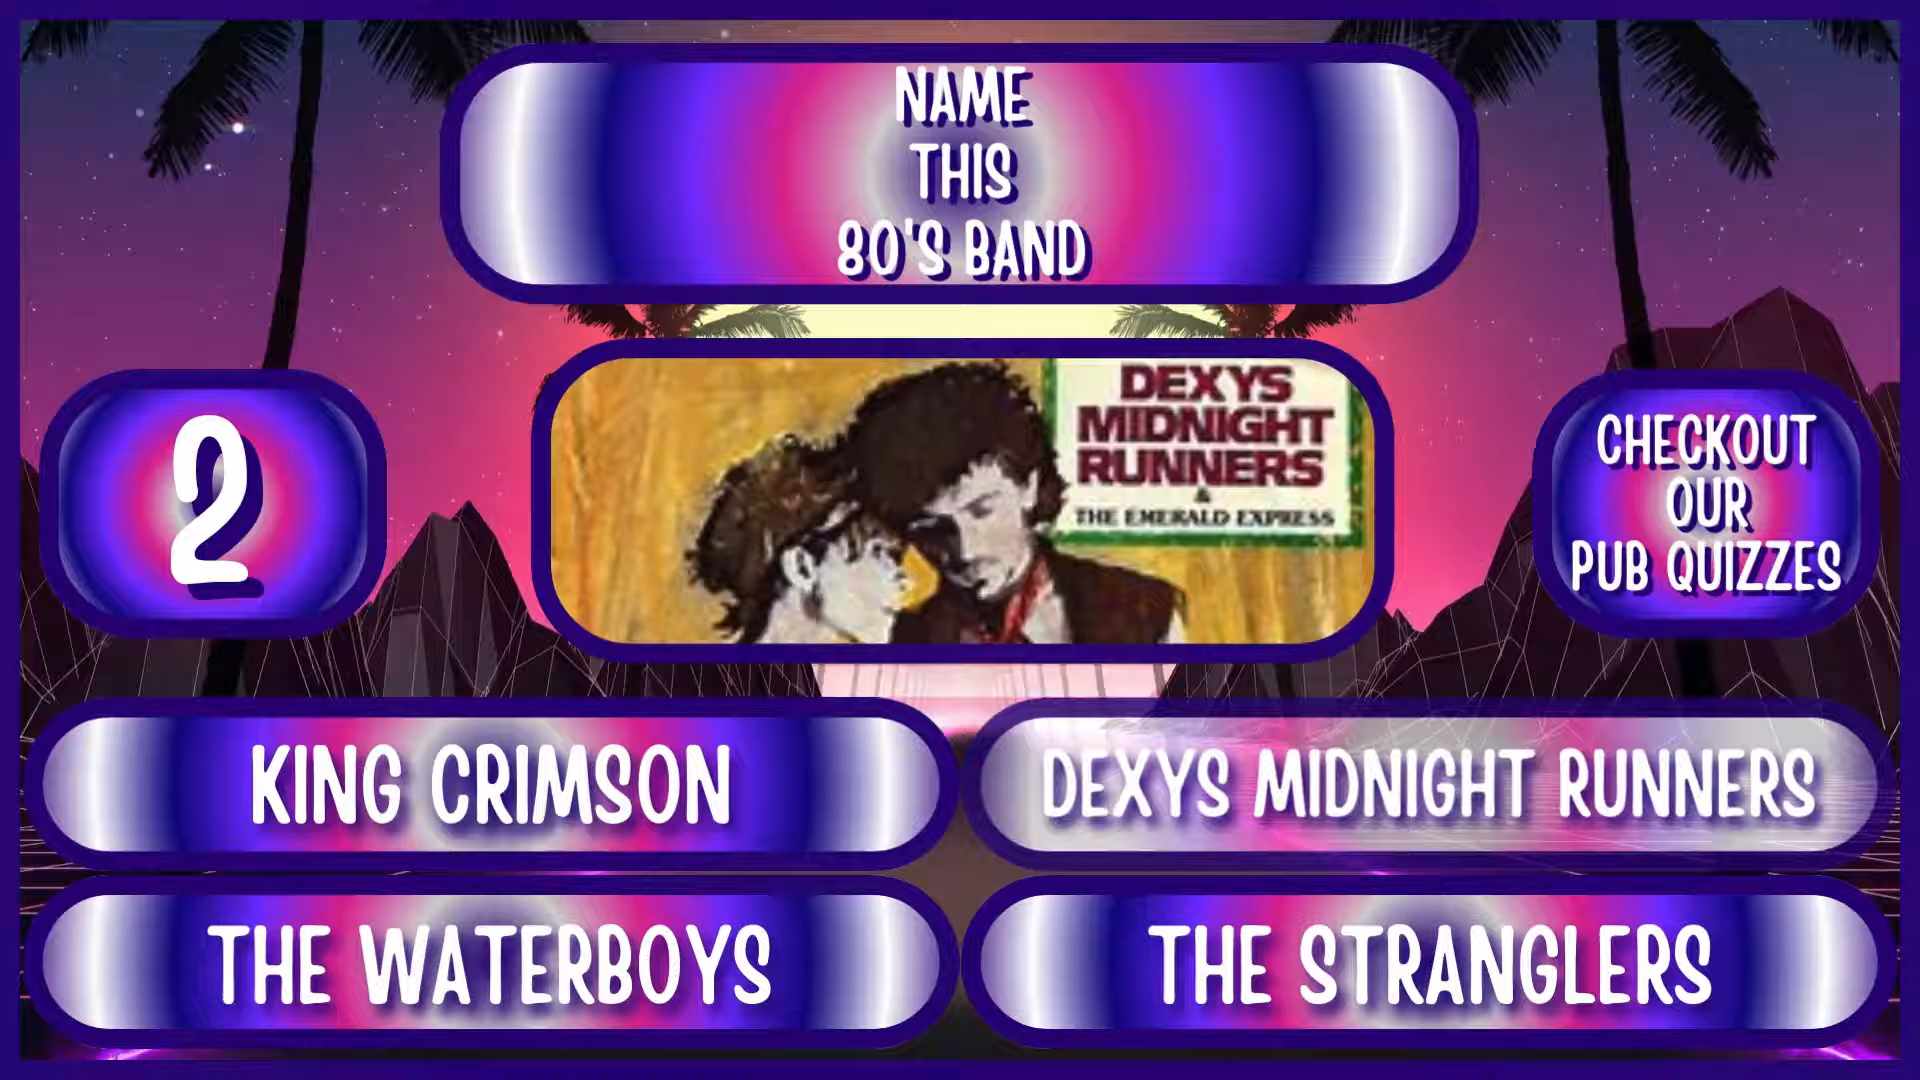 NAME
THIS
80'S BAND
DEXYS
MIDNIGHT
RUNNERS
&
THE EMERALD EXPRESS
2
CHECKOUT
OUR
PUB QUIZZES
KING CRIMSON
DEXYS MIDNIGHT RUNNERS
THE WATERBOYS
THE STRANGLERS